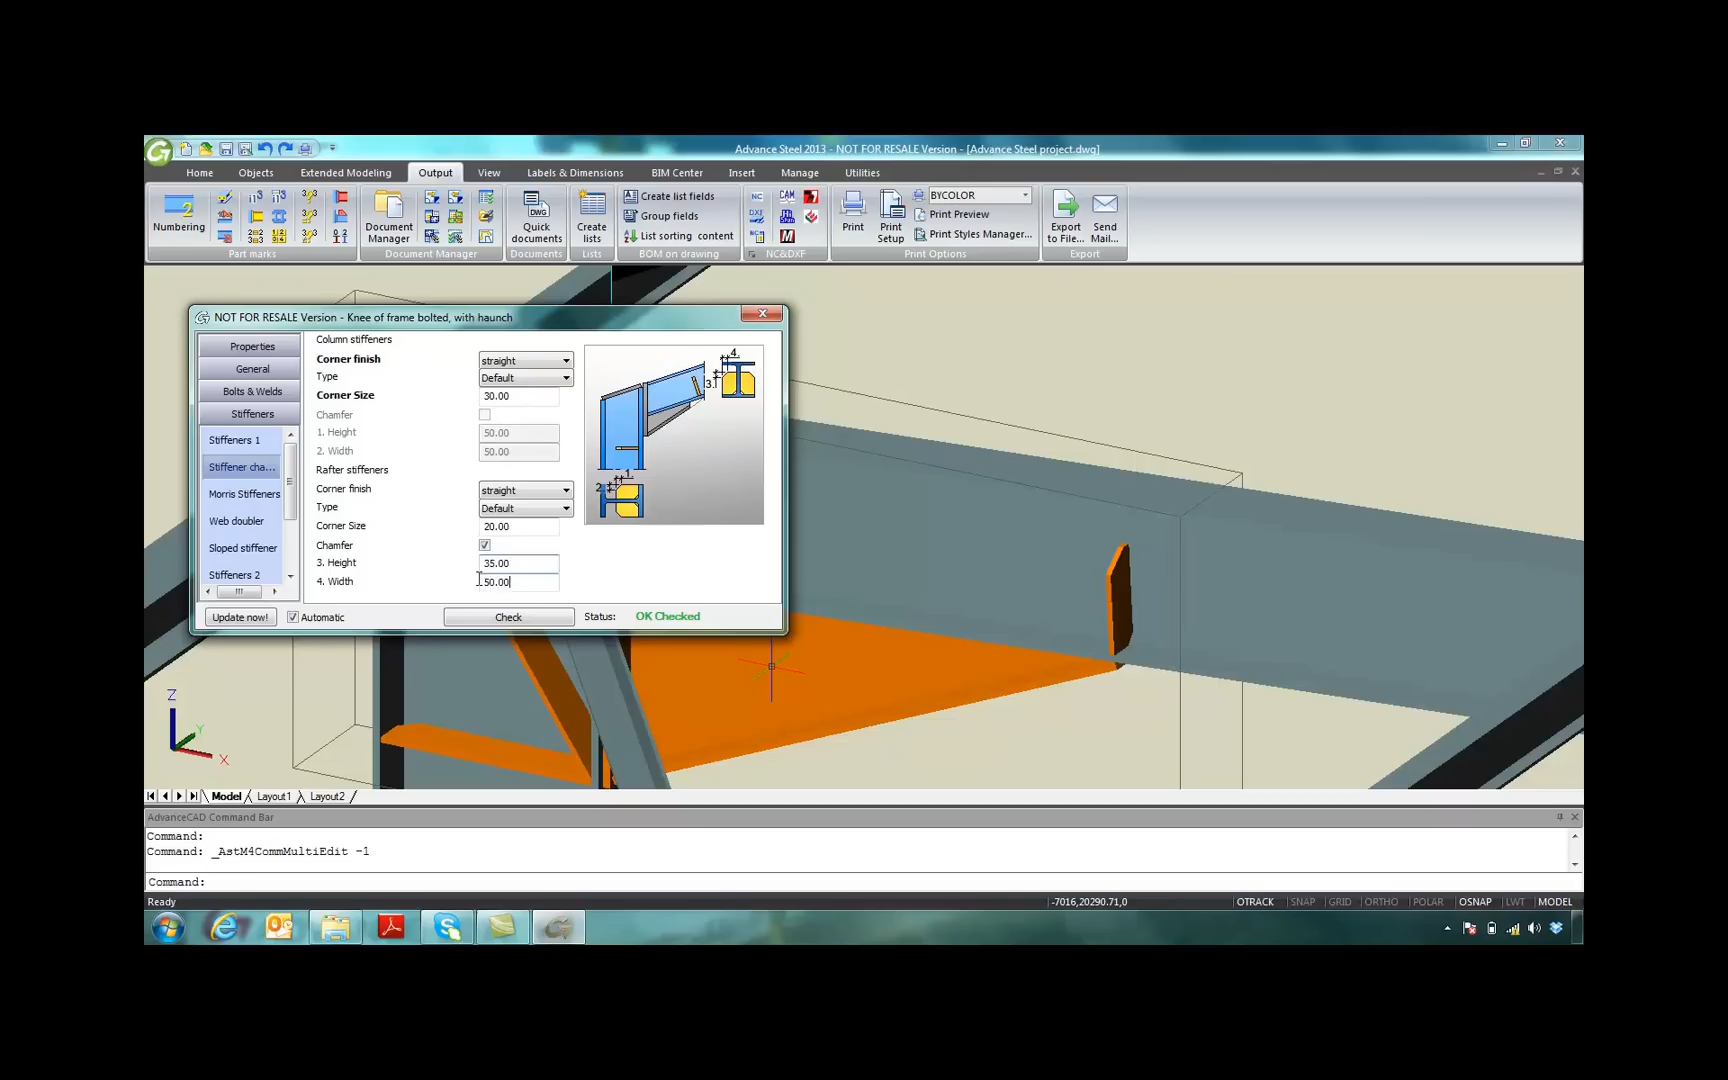 Advance Steel 2013 - NOT FOR RESALE Version - [Advance Steel project.dwg]
Home Objects Extended Modeling Output View Labels & Dimensions BIM Center Insert Manage Utilities
Numbering
Part marks
Document Manager
Document Manager
Quick documents
Documents
Create lists
Lists
Create list fields
Group fields
List sorting content
BOM on drawing
NC
CAM
DXF
NC&DXF
Print
Print Setup
BYCOLOR
Print Preview
Print Styles Manager...
Print Options
Export to File...
Send Mail...
Export
NOT FOR RESALE Version - Knee of frame bolted, with haunch
Properties
General
Bolts & Welds
Stiffeners
Stiffeners 1
Stiffener cha...
Morris Stiffeners
Web doubler
Sloped stiffener
Stiffeners 2
Column stiffeners
Corner finish straight
Type Default
Corner Size 30.00
Chamfer
1. Height 50.00
2. Width 50.00
Rafter stiffeners
Corner finish straight
Type Default
Corner Size 20.00
Chamfer
3. Height 35.00
4. Width 50.00
4.
3.
1.
2.
Update now! Automatic Check Status: OK Checked
Z
Y
X
Model Layout1 Layout2
AdvanceCAD Command Bar
Command:
Command: _AstM4CommMultiEdit -1
Command:
Ready -7016,20290.71,0 OTRACK SNAP GRID ORTHO POLAR OSNAP LWT MODEL